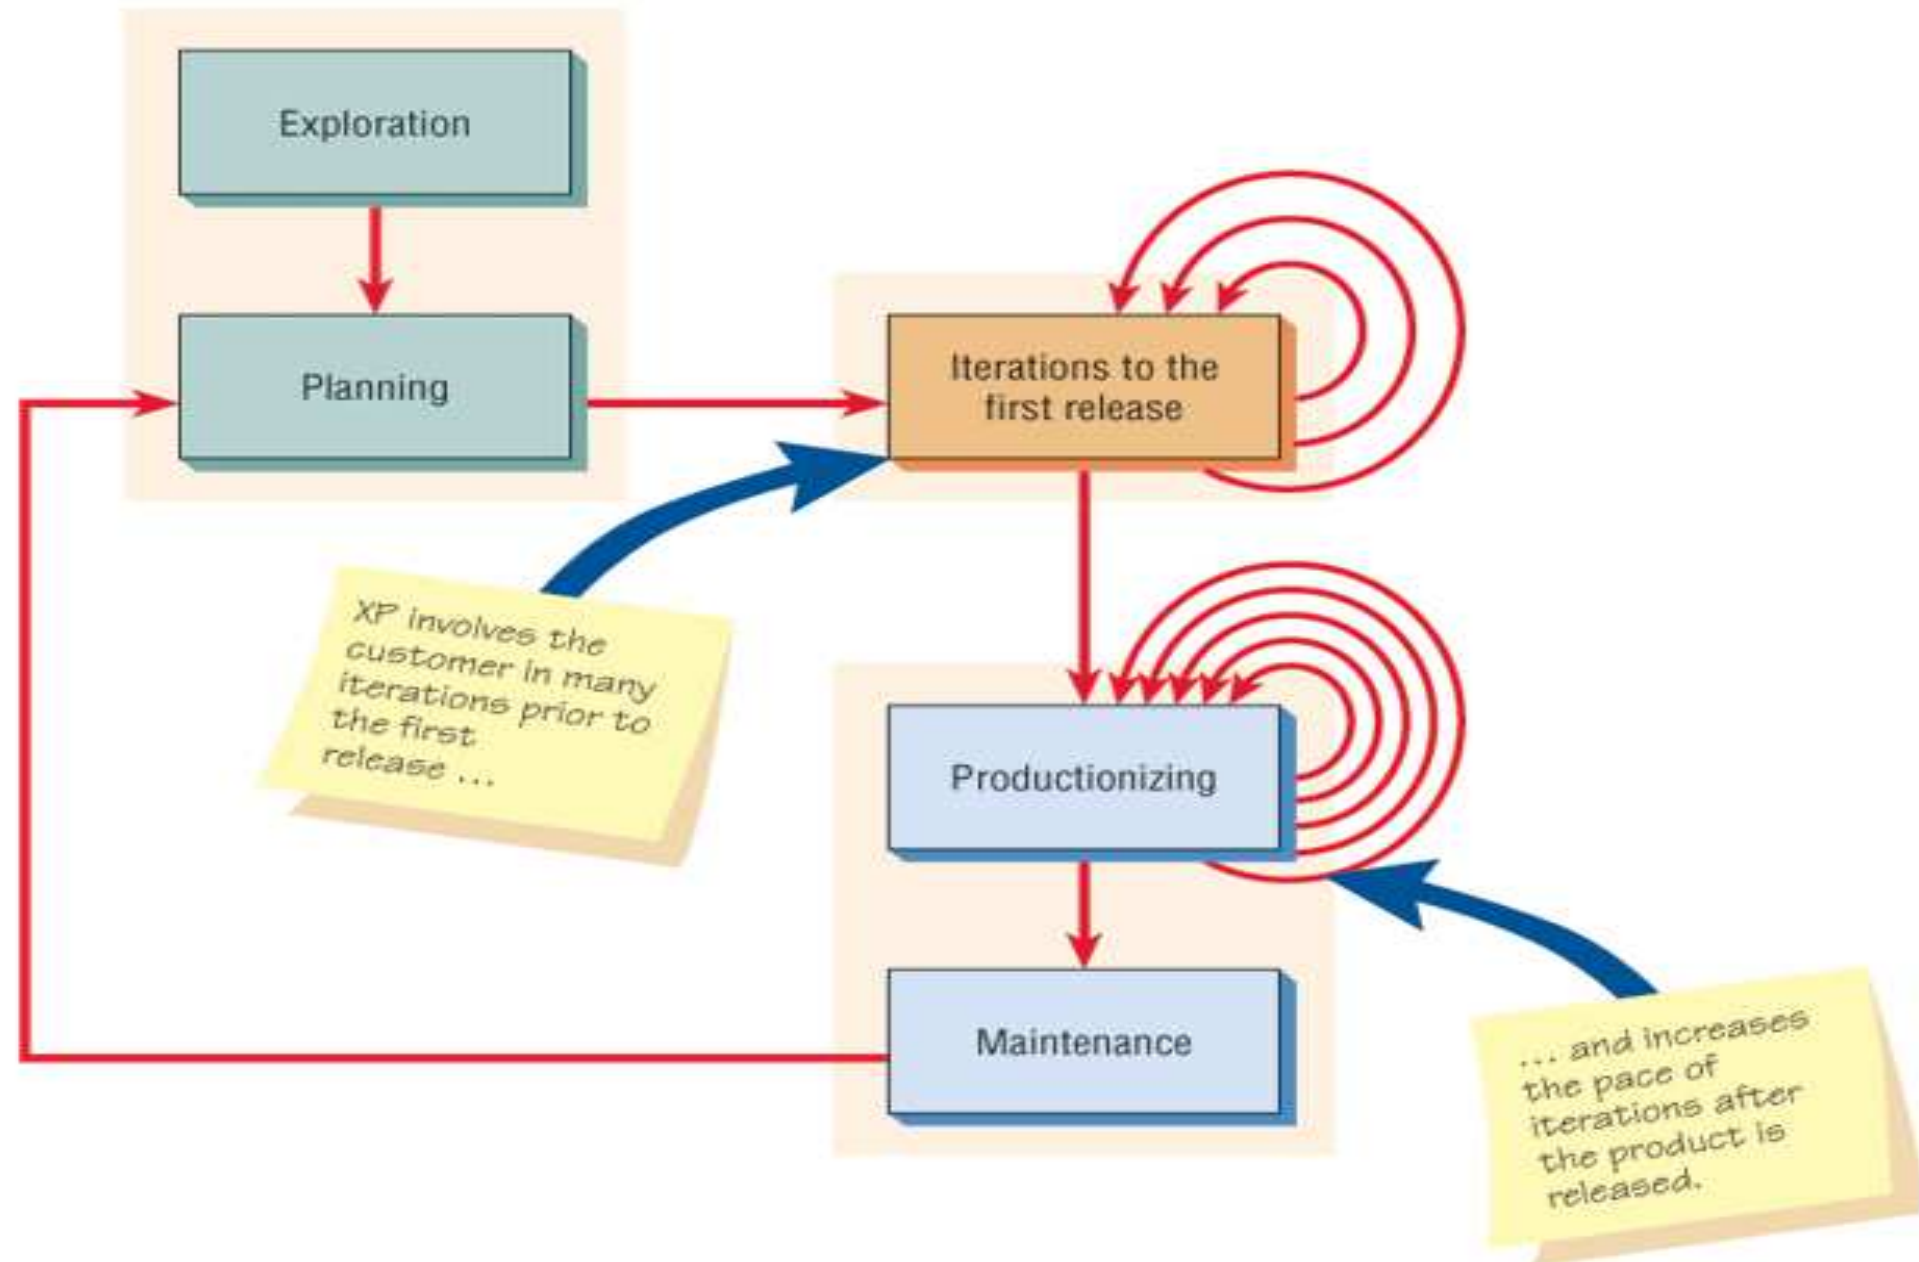 Exploration
Planning
Iterations to the
first release
XP involves the
customer in many
iterations prior to
the first
release ...
Productionizing
Maintenance
... and increases
the pace of
iterations after
the product is
released.